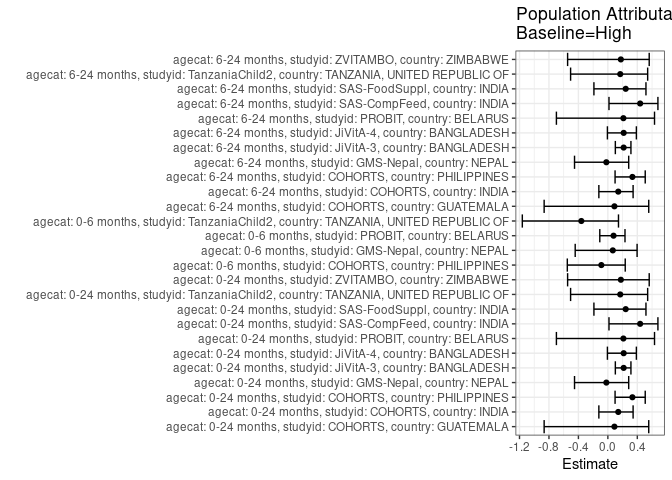 Population Attributa
Baseline=High
agecat: 6-24 months, studyid: ZVITAMBO, country: ZIMBABWE
agecat: 6-24 months, studyid: TanzaniaChild2, country: TANZANIA, UNITED REPUBLIC OF
agecat: 6-24 months, studyid: SAS-FoodSuppl, country: INDIA
agecat: 6-24 months, studyid: SAS-CompFeed, country: INDIA
agecat: 6-24 months, studyid: PROBIT, country: BELARUS
agecat: 6-24 months, studyid: JiVitA-4, country: BANGLADESH
agecat: 6-24 months, studyid: JiVitA-3, country: BANGLADESH
agecat: 6-24 months, studyid: GMS-Nepal, country: NEPAL
agecat: 6-24 months, studyid: COHORTS, country: PHILIPPINES
agecat: 6-24 months, studyid: COHORTS, country: INDIA
agecat: 6-24 months, studyid: COHORTS, country: GUATEMALA
agecat: 0-6 months, studyid: TanzaniaChild2, country: TANZANIA, UNITED REPUBLIC OF
agecat: 0-6 months, studyid: PROBIT, country: BELARUS
agecat: 0-6 months, studyid: GMS-Nepal, country: NEPAL
agecat: 0-6 months, studyid: COHORTS, country: PHILIPPINES
agecat: 0-24 months, studyid: ZVITAMBO, country: ZIMBABWE
agecat: 0-24 months, studyid: TanzaniaChild2, country: TANZANIA, UNITED REPUBLIC OF
agecat: 0-24 months, studyid: SAS-FoodSuppl, country: INDIA
agecat: 0-24 months, studyid: SAS-CompFeed, country: INDIA
agecat: 0-24 months, studyid: PROBIT, country: BELARUS
agecat: 0-24 months, studyid: JiVitA-4, country: BANGLADESH
agecat: 0-24 months, studyid: JiVitA-3, country: BANGLADESH
agecat: 0-24 months, studyid: GMS-Nepal, country: NEPAL
agecat: 0-24 months, studyid: COHORTS, country: PHILIPPINES
agecat: 0-24 months, studyid: COHORTS, country: INDIA
agecat: 0-24 months, studyid: COHORTS, country: GUATEMALA
-1.2 -0.8 -0.4 0.0 0.4
Estimate